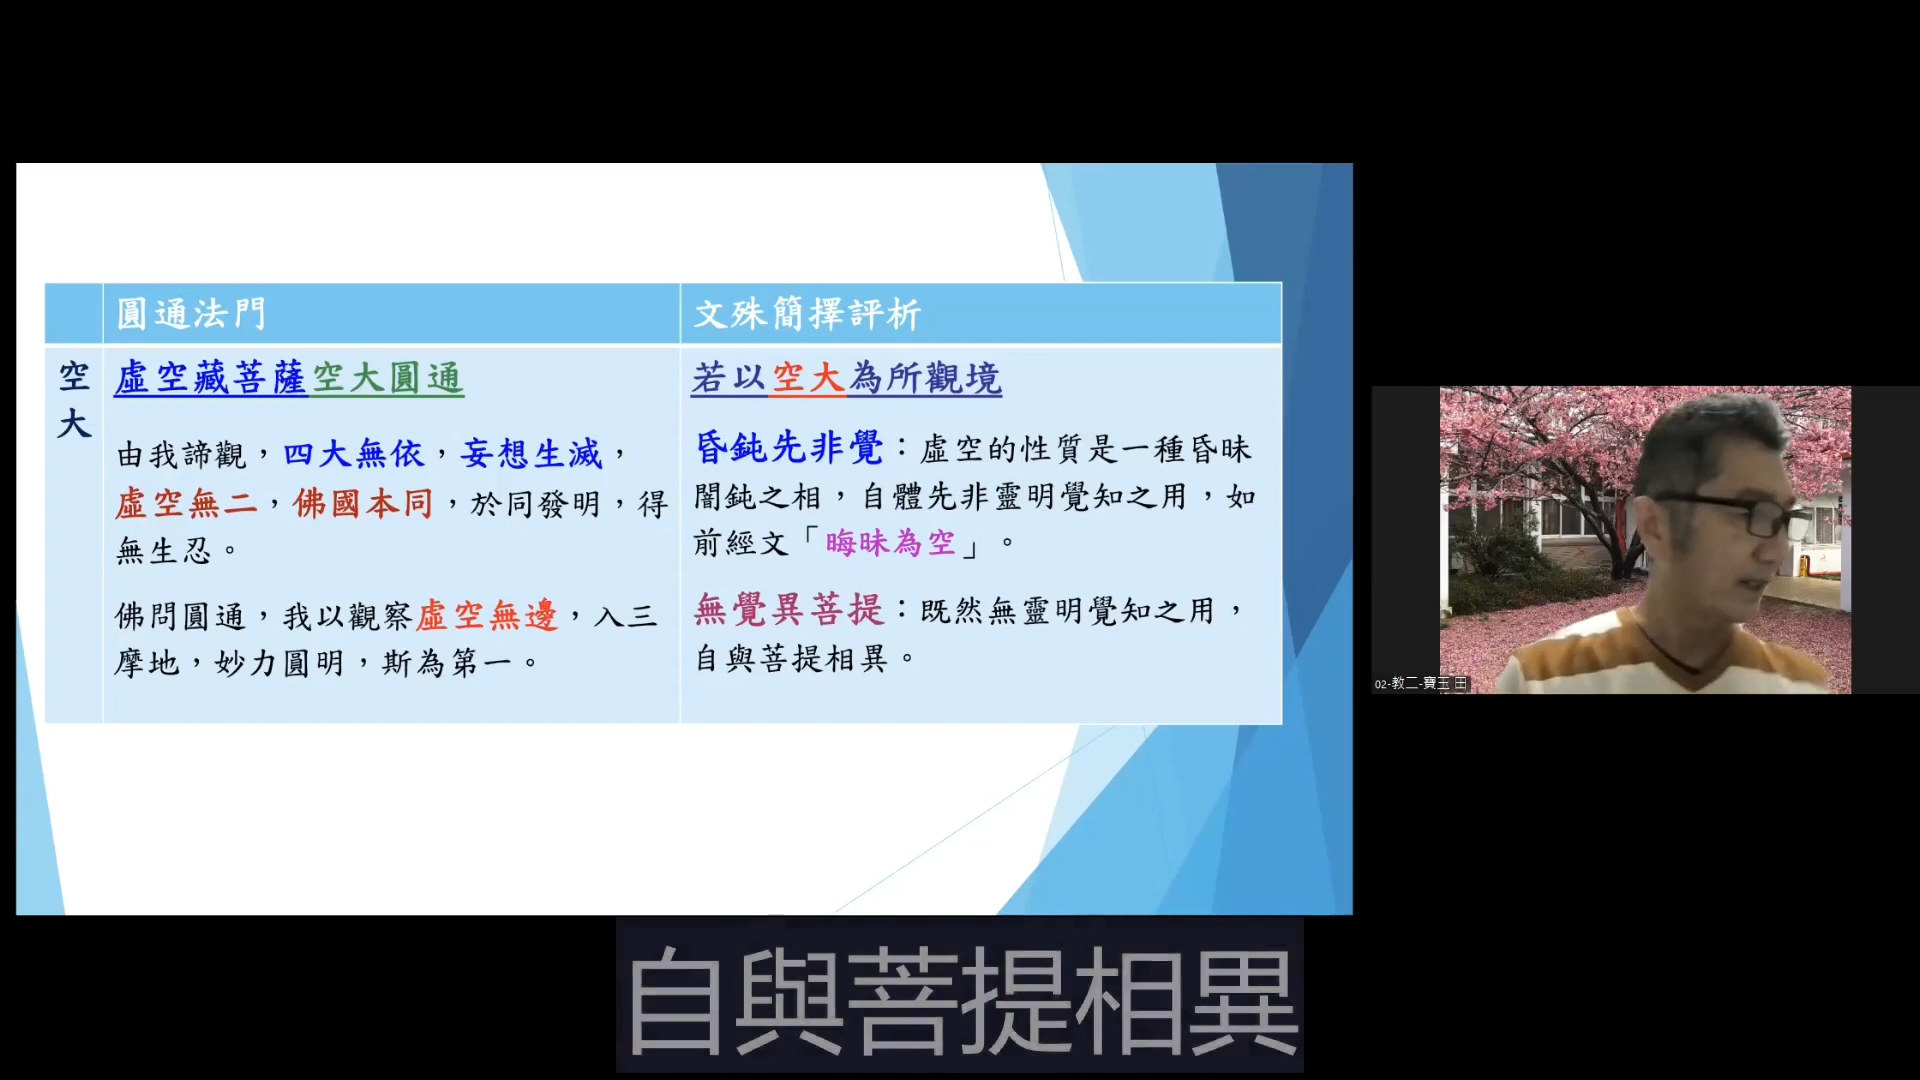 圓通法門
文殊簡擇評析
空大
虛空藏菩薩空大圓通
由我諦觀，四大無依，妄想生滅，
虛空無二，佛國本同，於同發明，得
無生忍。
佛問圓通，我以觀察虛空無邊，入三
摩地，妙力圓明，斯為第一。
若以空大為所觀境
昏鈍先非覺：虛空的性質是一種昏昧
闇鈍之相，自體先非靈明覺知之用，如
前經文「晦昧為空」。
無覺異菩提：既然無靈明覺知之用，
自與菩提相異。
02-教二-寶玉 田
自與菩提相異